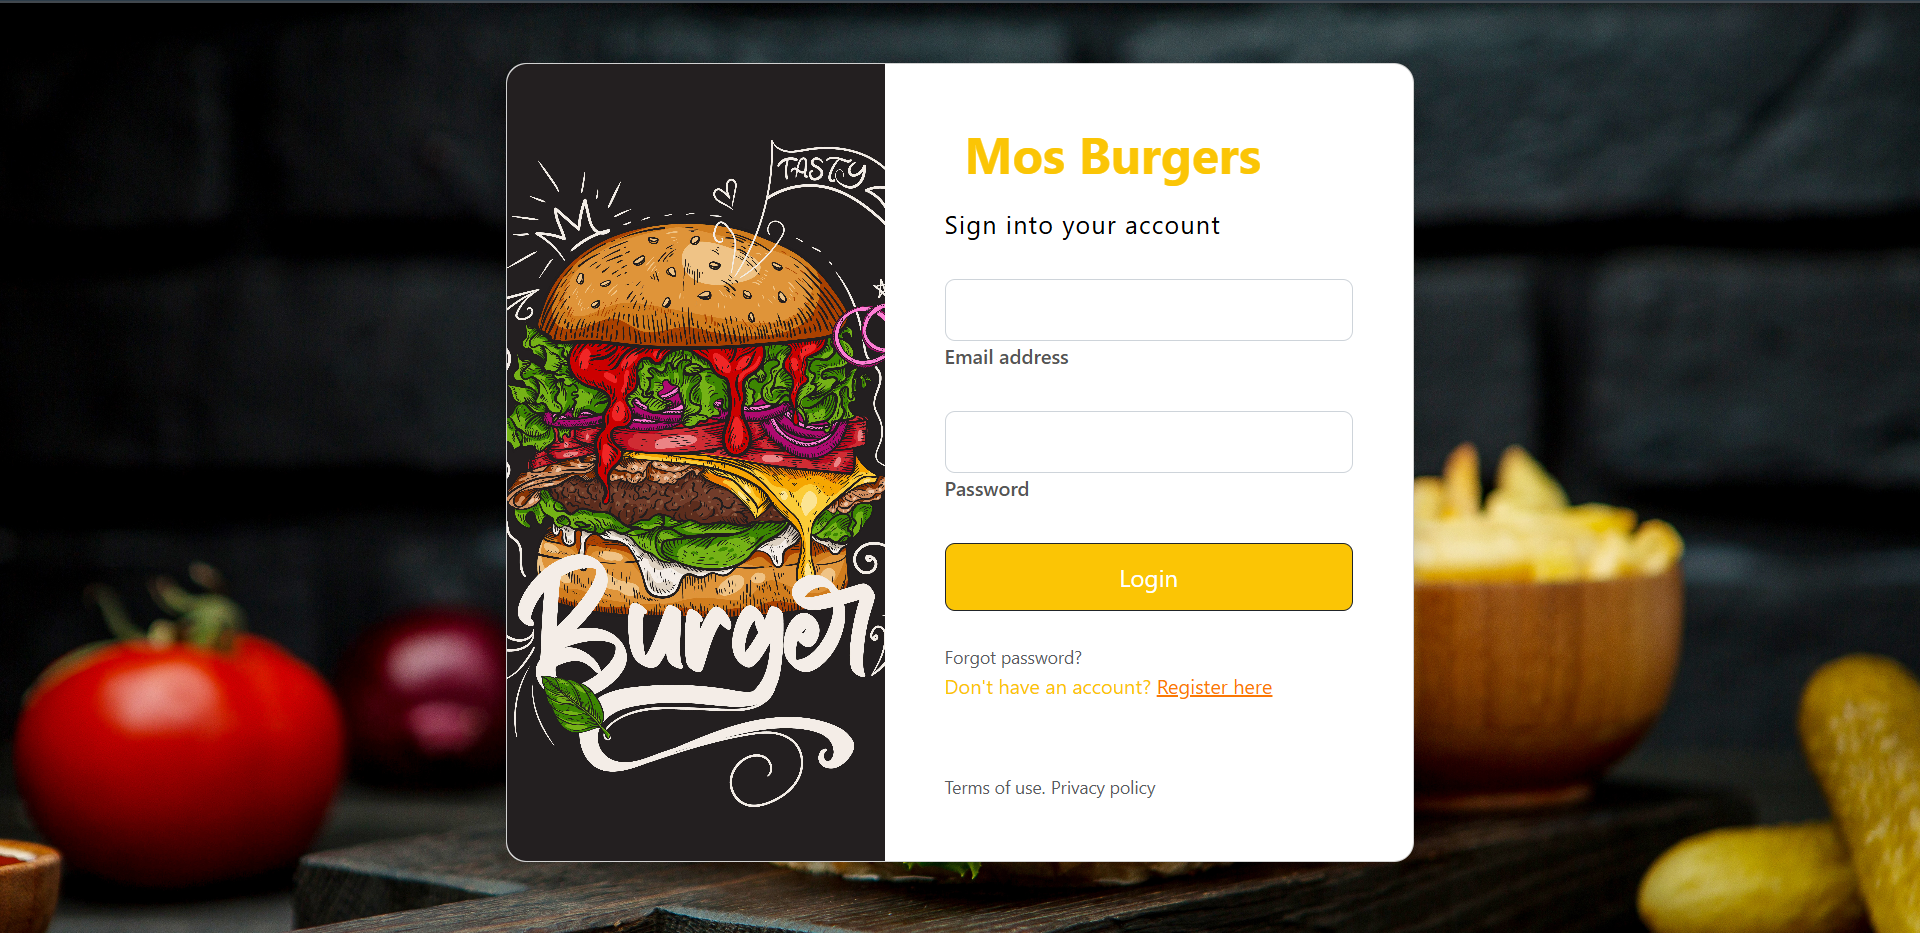 TASTY
Burger
Mos Burgers
Sign into your account
Email address
Password
Login
Forgot password?
Don't have an account? Register here
Terms of use. Privacy policy